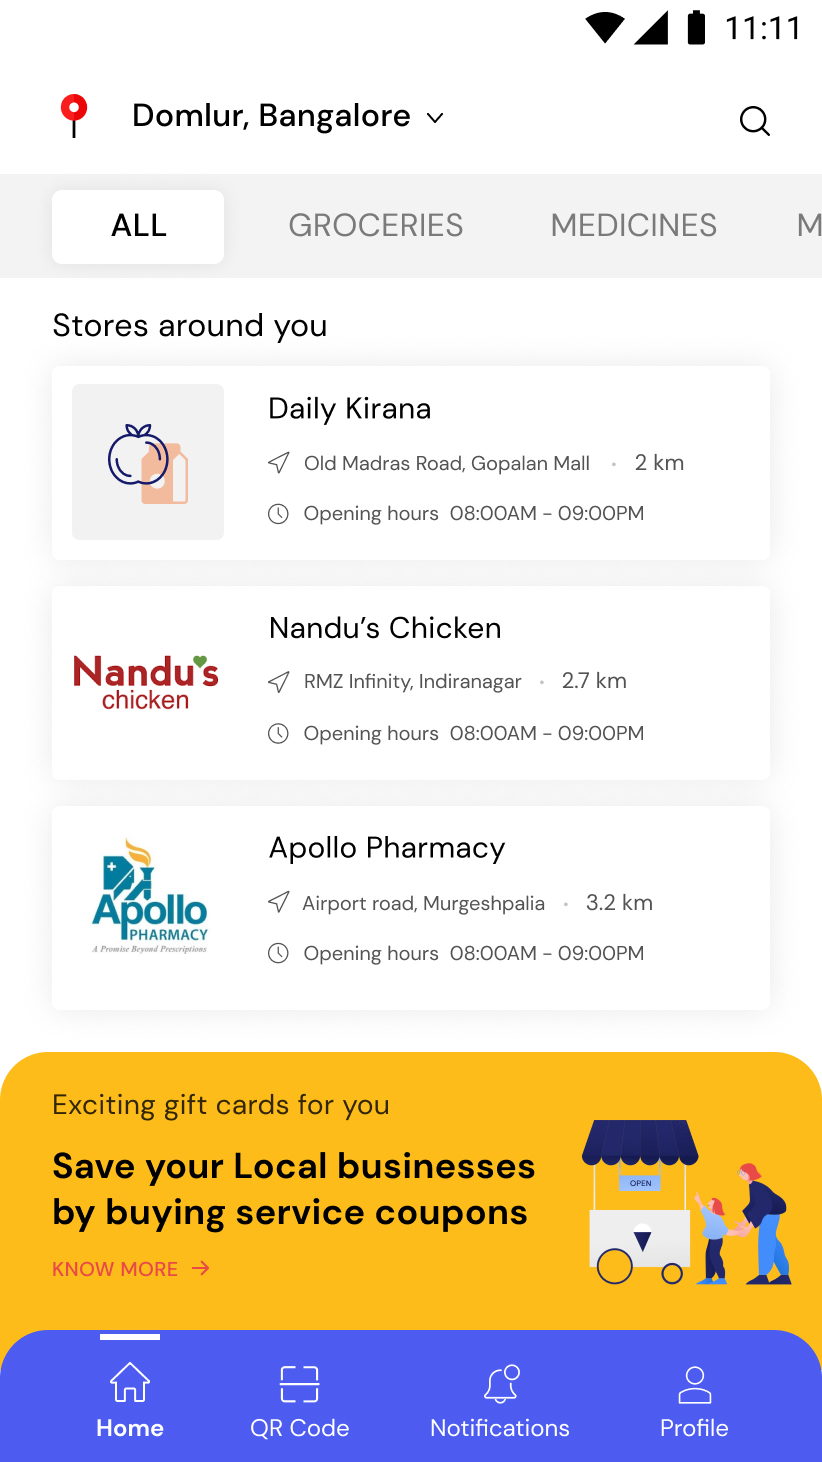 11:11
Domlur, Bangalore
ALL GROCERIES MEDICINES M
Stores around you
Daily Kirana
Old Madras Road, Gopalan Mall • 2 km
Opening hours 08:00AM - 09:00PM
Nandu's
chicken
Nandu’s Chicken
RMZ Infinity, Indiranagar • 2.7 km
Opening hours 08:00AM - 09:00PM
Apollo
PHARMACY
A Promise Beyond Prescriptions
Apollo Pharmacy
Airport road, Murgeshpalia • 3.2 km
Opening hours 08:00AM - 09:00PM
Exciting gift cards for you
Save your Local businesses
by buying service coupons
KNOW MORE →
OPEN
Home QR Code Notifications Profile